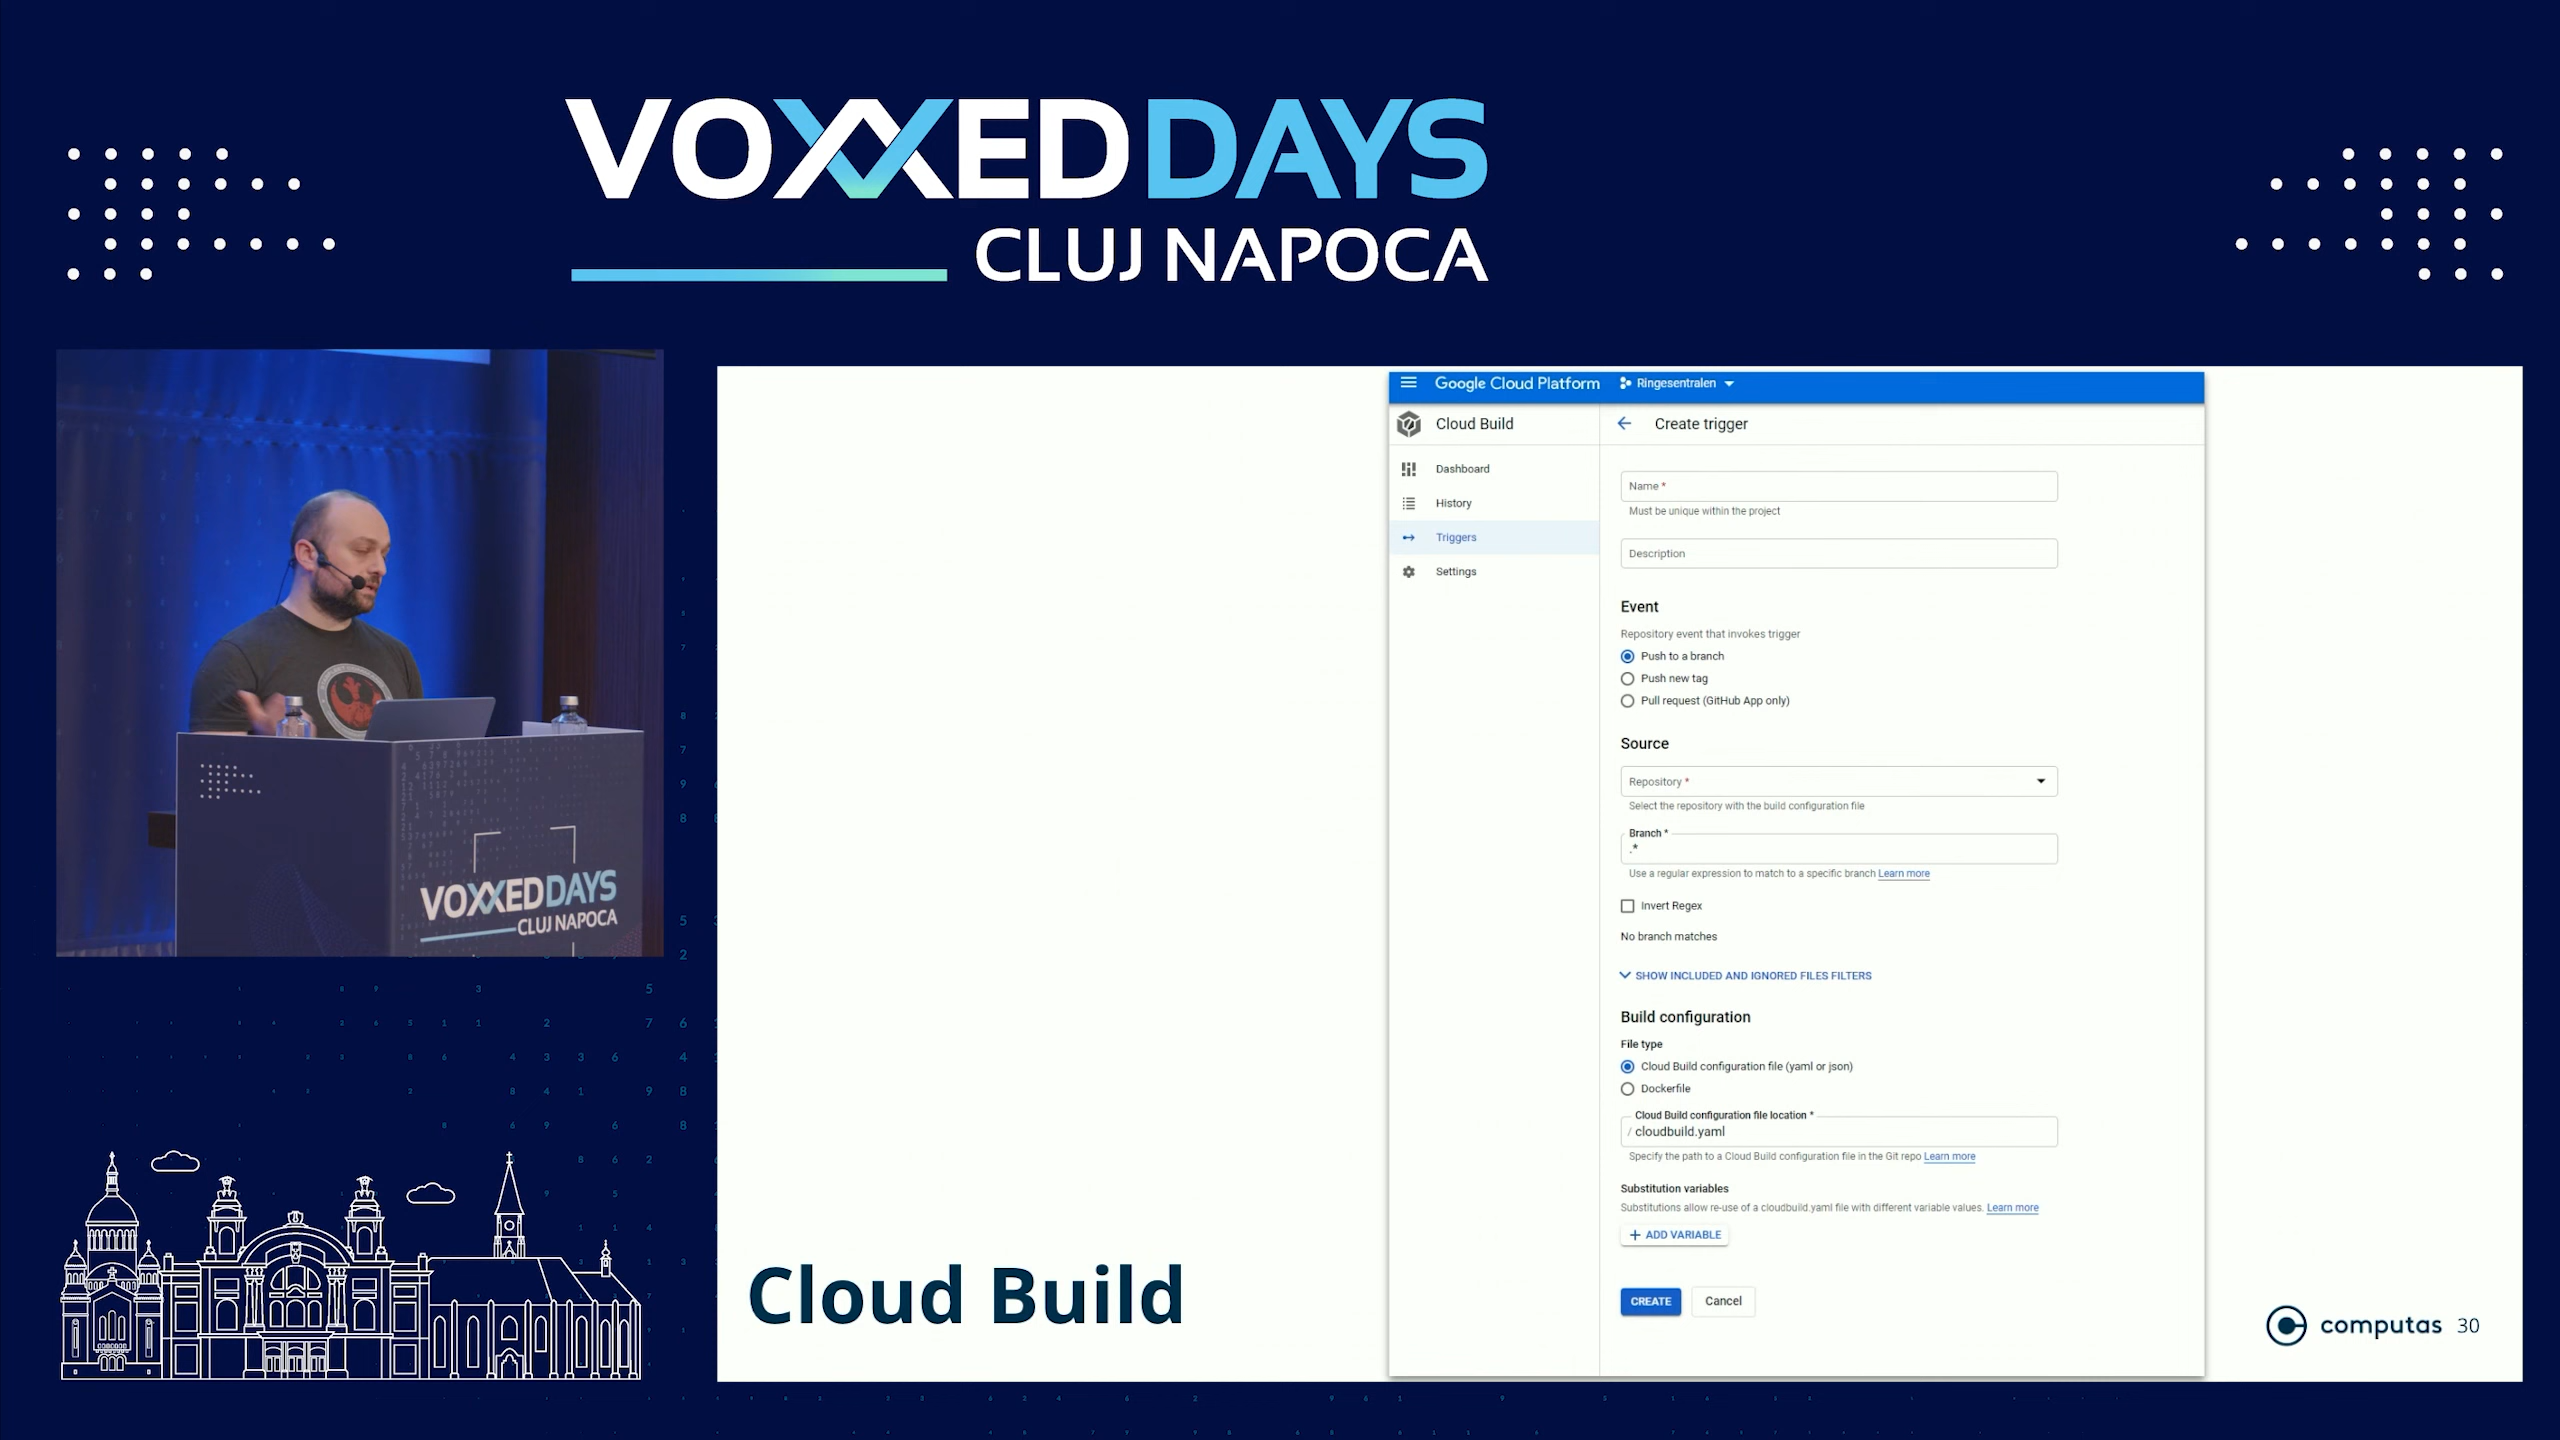 VOXXED DAYS
CLUJ NAPOCA
VOXXED DAYS
CLUJ NAPOCA
Google Cloud Platform Ringesentralen
Cloud Build
Dashboard
History
Triggers
Settings
Create trigger
Name *
Must be unique within the project
Description
Event
Repository event that invokes trigger
Push to a branch
Push new tag
Pull request (GitHub App only)
Source
Repository *
Select the repository with the build configuration file
Branch *
.*
Use a regular expression to match to a specific branch Learn more
Invert Regex
No branch matches
SHOW INCLUDED AND IGNORED FILES FILTERS
Build configuration
File type
Cloud Build configuration file (yaml or json)
Dockerfile
Cloud Build configuration file location *
/ cloudbuild.yaml
Specify the path to a Cloud Build configuration file in the Git repo Learn more
Substitution variables
Substitutions allow re-use of a cloudbuild.yaml file with different variable values. Learn more
+ ADD VARIABLE
CREATE Cancel
Cloud Build
computas 30